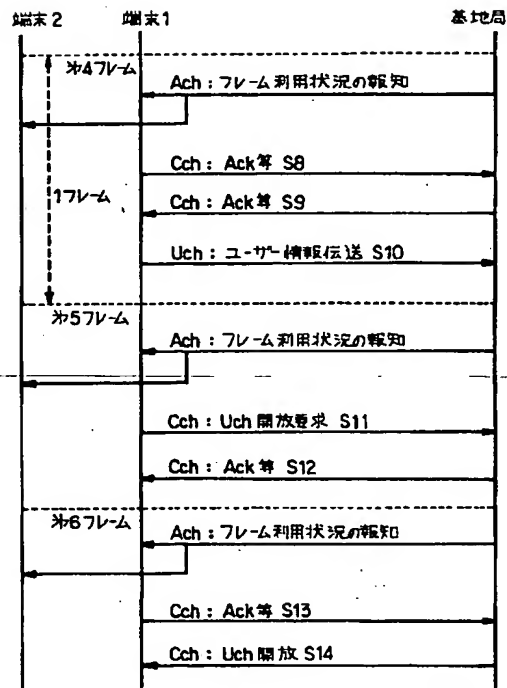 端末2 端末1 基地局
オ4フレーム
Ach：フレーム利用状況の報知
Cch：Ack等 S8
1フレーム
Cch：Ack等 S9
Uch：ユーザー情報伝送 S10
オ5フレーム
Ach：フレーム利用状況の報知
Cch：Uch開放要求 S11
Cch：Ack等 S12
オ6フレーム
Ach：フレーム利用状況の報知
Cch：Ack等 S13
Cch：Uch開放 S14